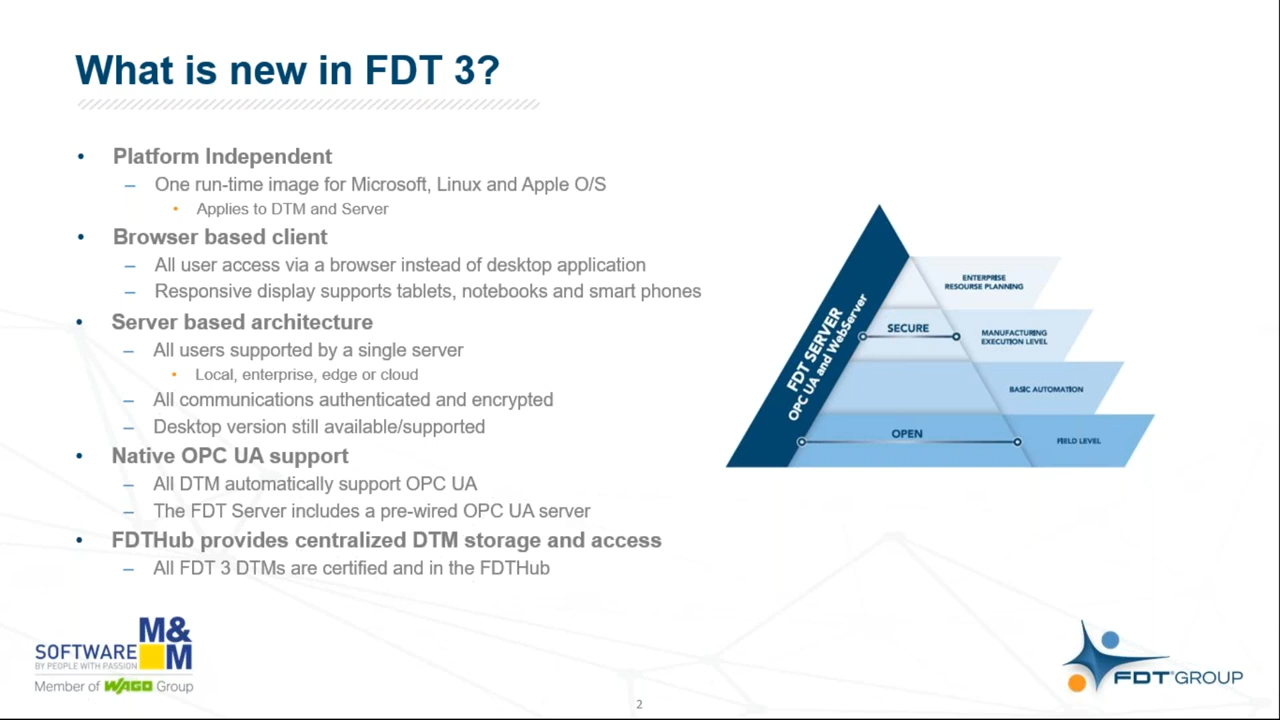 What is new in FDT 3?
• Platform Independent
– One run-time image for Microsoft, Linux and Apple O/S
• Applies to DTM and Server
• Browser based client
– All user access via a browser instead of desktop application
– Responsive display supports tablets, notebooks and smart phones
• Server based architecture
– All users supported by a single server
• Local, enterprise, edge or cloud
– All communications authenticated and encrypted
– Desktop version still available/supported
• Native OPC UA support
– All DTM automatically support OPC UA
– The FDT Server includes a pre-wired OPC UA server
• FDTHub provides centralized DTM storage and access
– All FDT 3 DTMs are certified and in the FDTHub
FDT SERVER
OPC UA and WebServer
ENTERPRISE
RESOURSE PLANNING
SECURE
MANUFACTURING
EXECUTION LEVEL
BASIC AUTOMATION
OPEN
FIELD LEVEL
M&M
SOFTWARE
BY PEOPLE WITH PASSION
Member of WAGO Group
2
FDT® GROUP